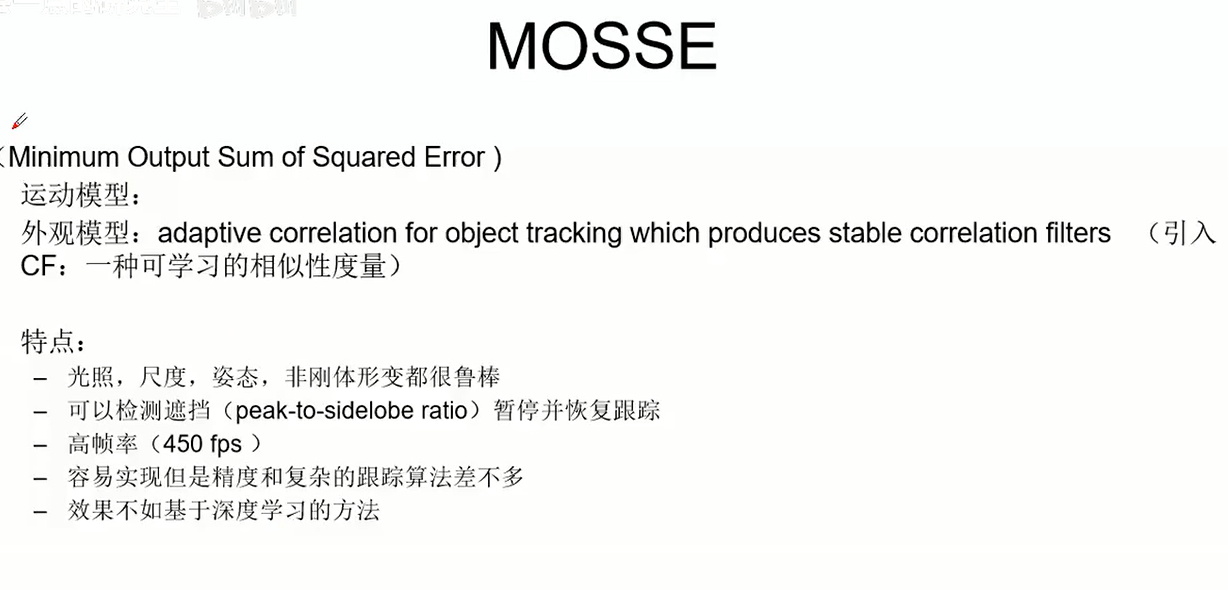 MOSSE
（Minimum Output Sum of Squared Error )
运动模型：
外观模型：adaptive correlation for object tracking which produces stable correlation filters （引入
CF：一种可学习的相似性度量）
特点：
– 光照，尺度，姿态，非刚体形变都很鲁棒
– 可以检测遮挡（peak-to-sidelobe ratio）暂停并恢复跟踪
– 高帧率（450 fps ）
– 容易实现但是精度和复杂的跟踪算法差不多
– 效果不如基于深度学习的方法